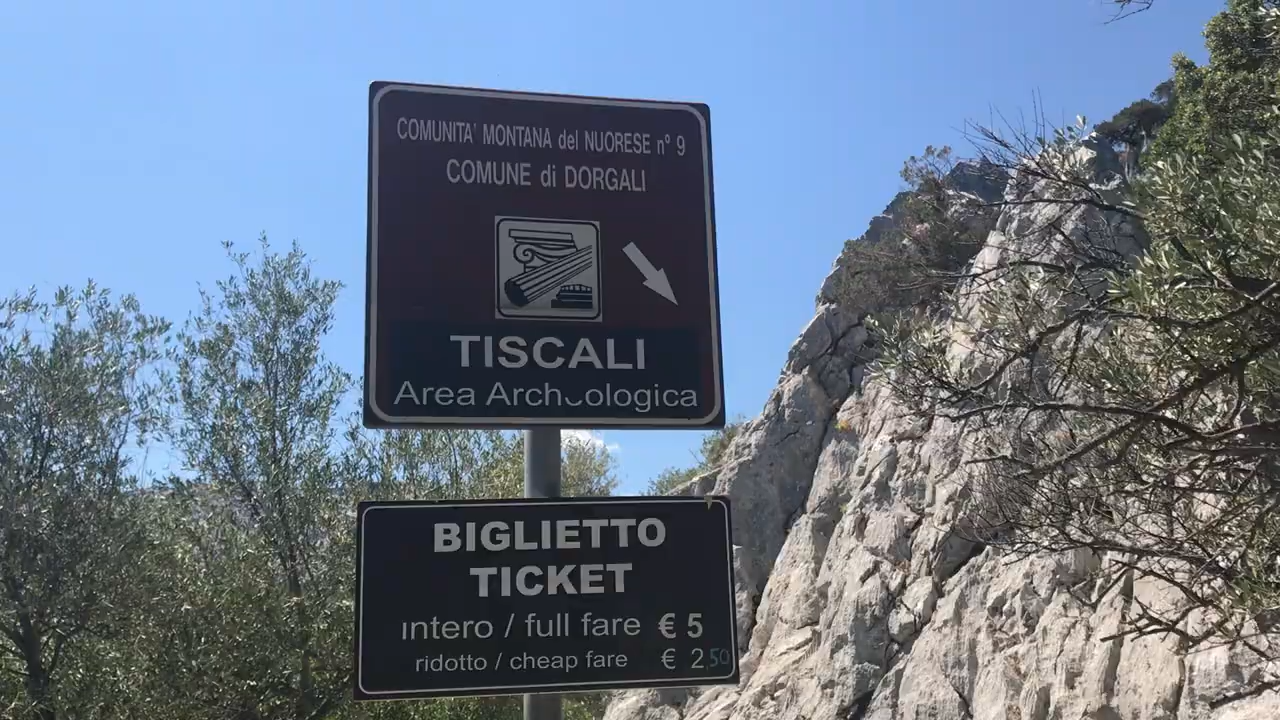 COMUNITA' MONTANA del NUORESE n° 9
COMUNE di DORGALI
TISCALI
Area Archeologica
BIGLIETTO
TICKET
intero / full fare € 5
ridotto / cheap fare € 2,50